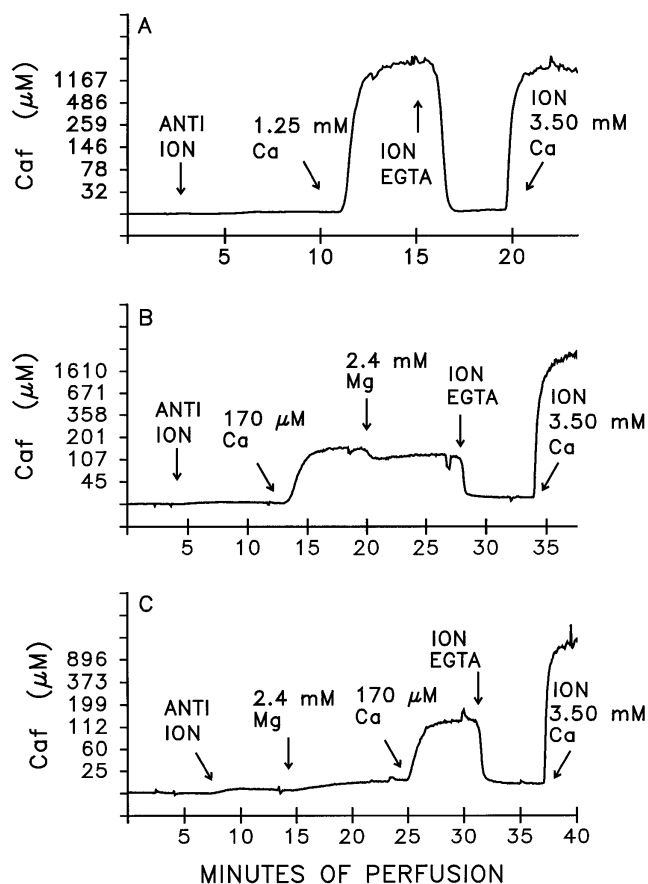 A
Caf (μM)
1167
486
259
146
78
32
ANTI
ION
1.25 mM
Ca
ION
EGTA
ION
3.50 mM
Ca
5
10
15
20
B
Caf (μM)
1610
671
358
201
107
45
ANTI
ION
170 μM
Ca
2.4 mM
Mg
ION
EGTA
ION
3.50 mM
Ca
5
10
15
20
25
30
35
C
Caf (μM)
896
373
199
112
60
25
ANTI
ION
2.4 mM
Mg
170 μM
Ca
ION
EGTA
ION
3.50 mM
Ca
5
10
15
20
25
30
35
40
MINUTES OF PERFUSION